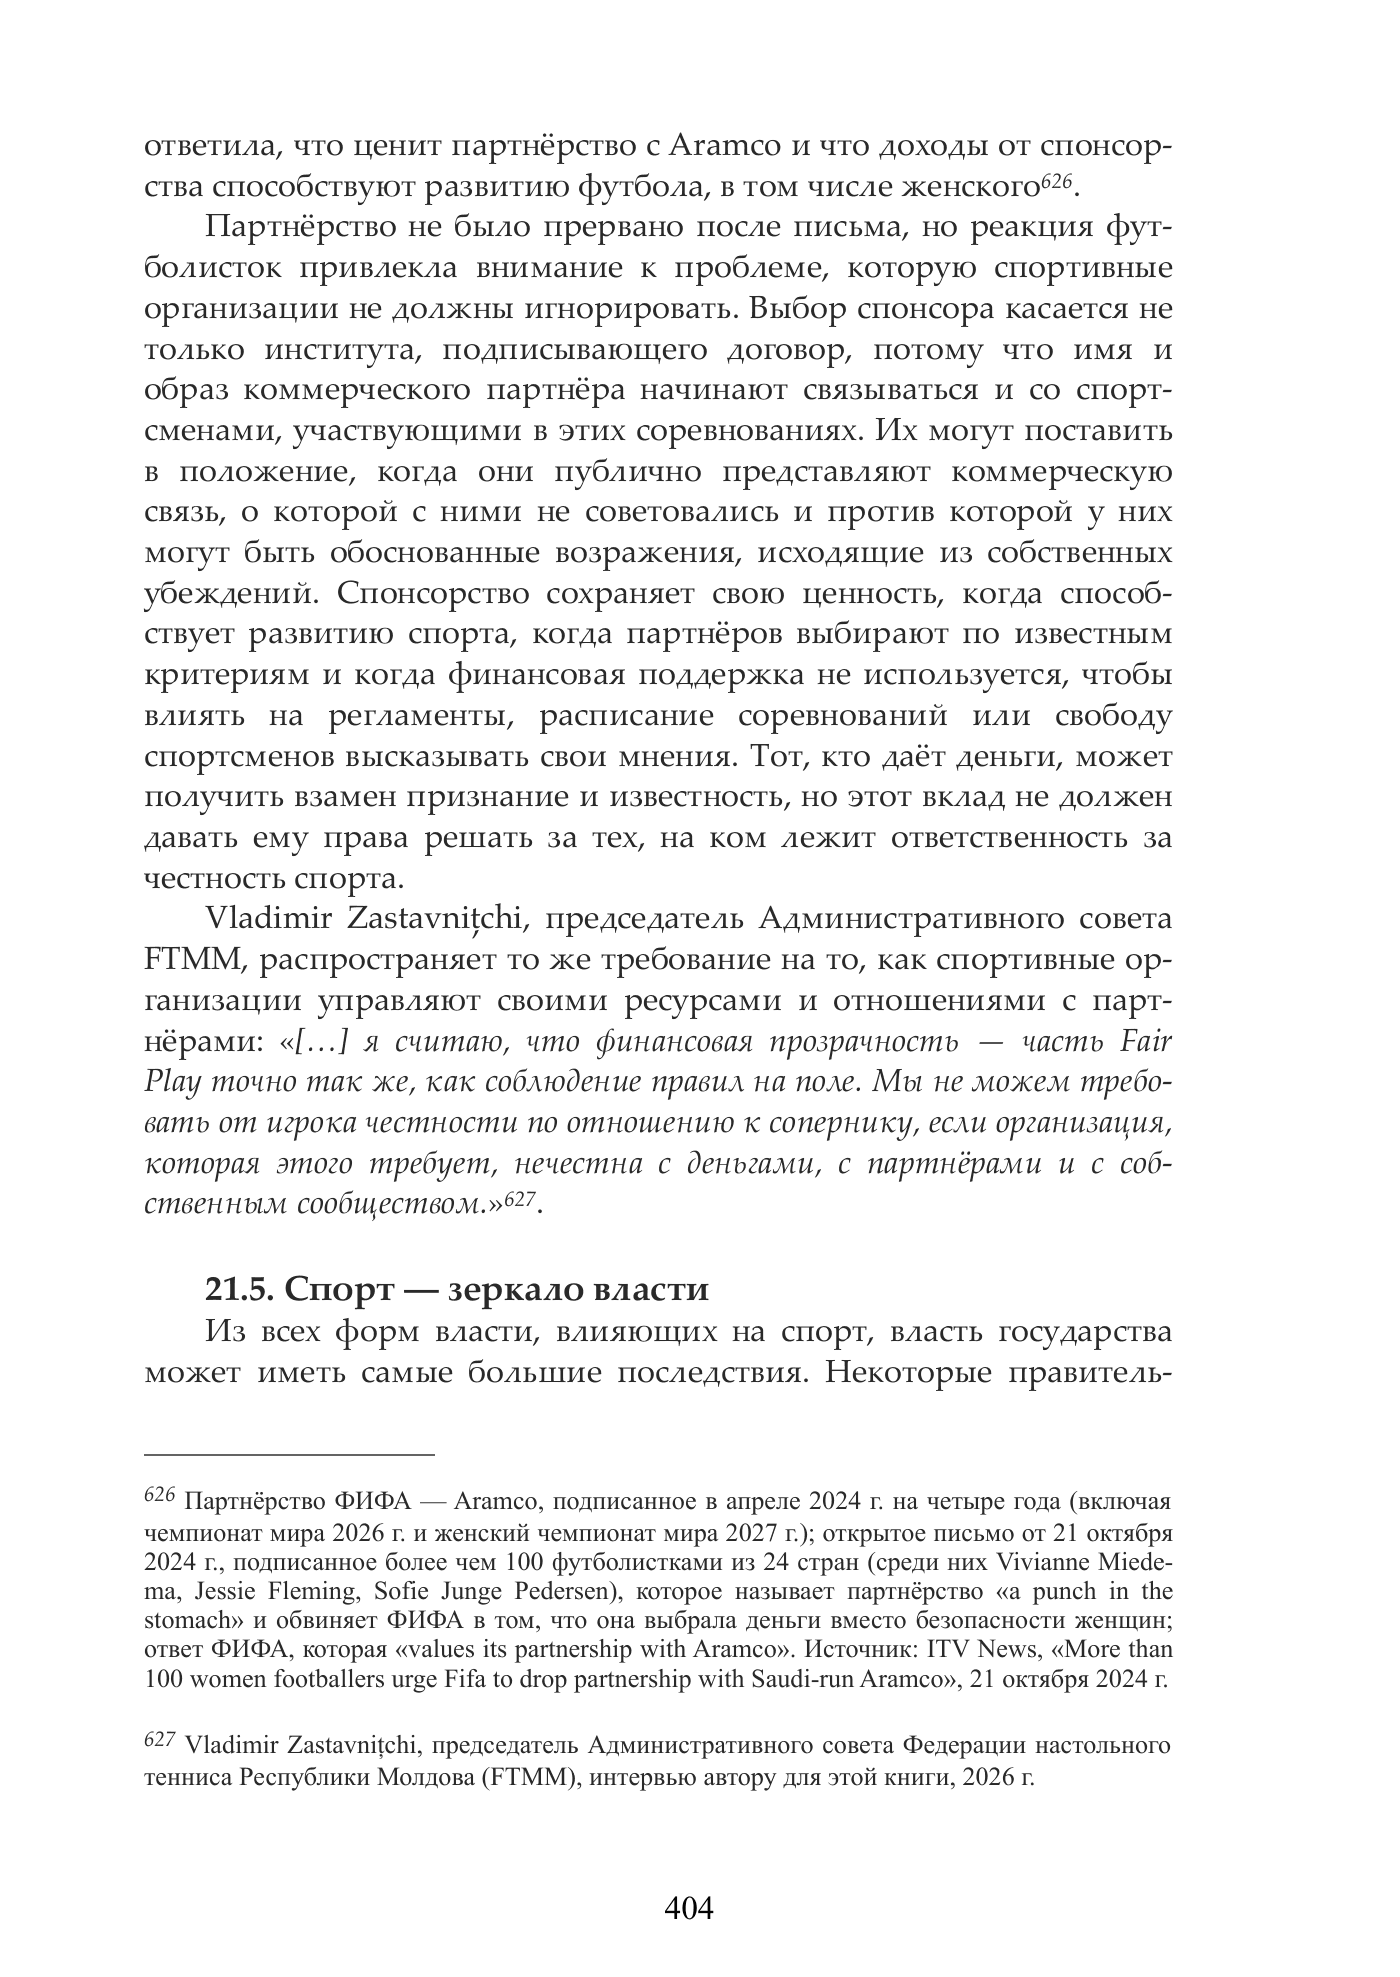 ответила, что ценит партнёрство с Aramco и что доходы от спонсор-
ства способствуют развитию футбола, в том числе женского626.
Партнёрство не было прервано после письма, но реакция фут-
болисток привлекла внимание к проблеме, которую спортивные
организации не должны игнорировать. Выбор спонсора касается не
только института, подписывающего договор, потому что имя и
образ коммерческого партнёра начинают связываться и со спорт-
сменами, участвующими в этих соревнованиях. Их могут поставить
в положение, когда они публично представляют коммерческую
связь, о которой с ними не советовались и против которой у них
могут быть обоснованные возражения, исходящие из собственных
убеждений. Спонсорство сохраняет свою ценность, когда способ-
ствует развитию спорта, когда партнёров выбирают по известным
критериям и когда финансовая поддержка не используется, чтобы
влиять на регламенты, расписание соревнований или свободу
спортсменов высказывать свои мнения. Тот, кто даёт деньги, может
получить взамен признание и известность, но этот вклад не должен
давать ему права решать за тех, на ком лежит ответственность за
честность спорта.
Vladimir Zastavnițchi, председатель Административного совета
FTMM, распространяет то же требование на то, как спортивные ор-
ганизации управляют своими ресурсами и отношениями с парт-
нёрами: «[…] я считаю, что финансовая прозрачность — часть Fair
Play точно так же, как соблюдение правил на поле. Мы не можем требо-
вать от игрока честности по отношению к сопернику, если организация,
которая этого требует, нечестна с деньгами, с партнёрами и с соб-
ственным сообществом.»627.
21.5. Спорт — зеркало власти
Из всех форм власти, влияющих на спорт, власть государства
может иметь самые большие последствия. Некоторые правитель-
626 Партнёрство ФИФА — Aramco, подписанное в апреле 2024 г. на четыре года (включая
чемпионат мира 2026 г. и женский чемпионат мира 2027 г.); открытое письмо от 21 октября
2024 г., подписанное более чем 100 футболистками из 24 стран (среди них Vivianne Miede-
ma, Jessie Fleming, Sofie Junge Pedersen), которое называет партнёрство «a punch in the
stomach» и обвиняет ФИФА в том, что она выбрала деньги вместо безопасности женщин;
ответ ФИФА, которая «values its partnership with Aramco». Источник: ITV News, «More than
100 women footballers urge Fifa to drop partnership with Saudi-run Aramco», 21 октября 2024 г.
627 Vladimir Zastavnițchi, председатель Административного совета Федерации настольного
тенниса Республики Молдова (FTMM), интервью автору для этой книги, 2026 г.
404